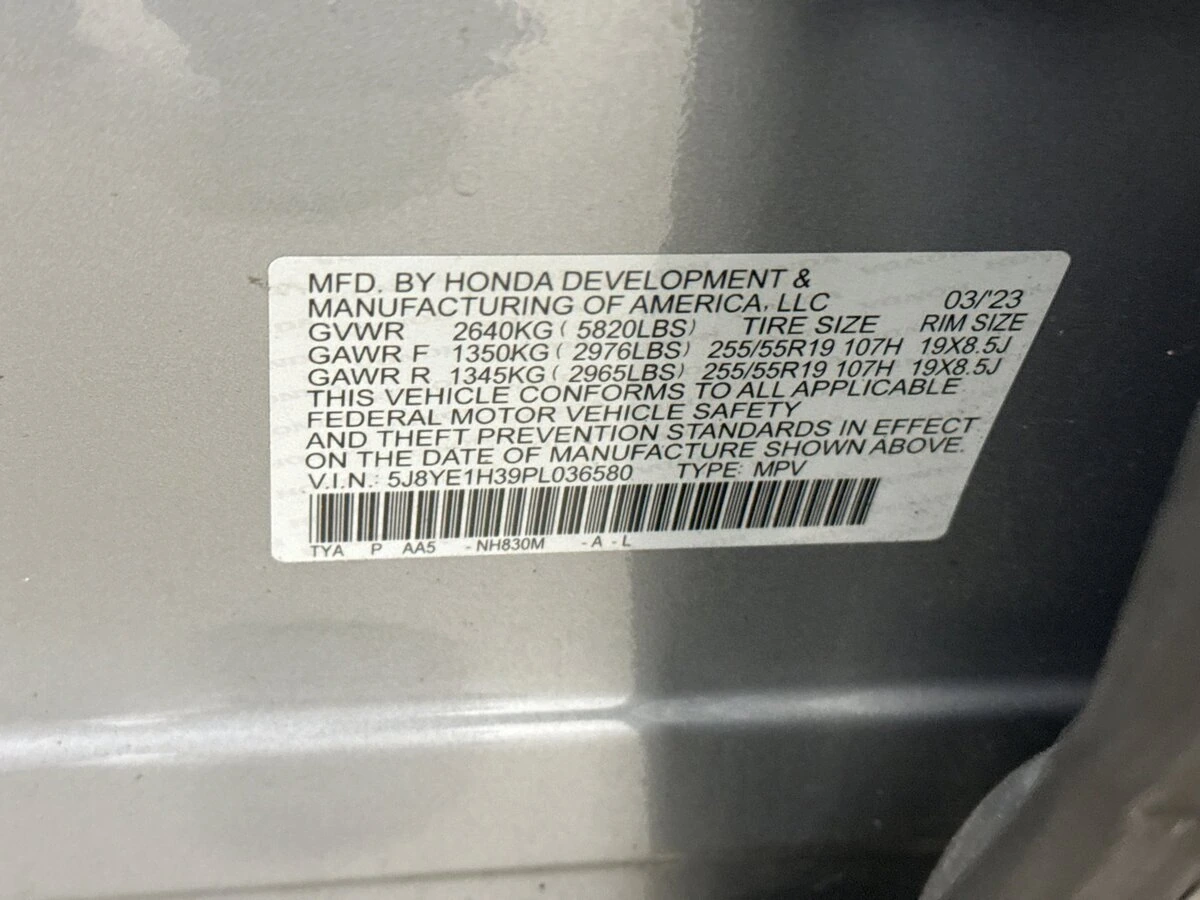 MFD. BY HONDA DEVELOPMENT &
MANUFACTURING OF AMERICA, LLC 03/'23
GVWR 2640KG ( 5820LBS) TIRE SIZE RIM SIZE
GAWR F 1350KG ( 2976LBS) 255/55R19 107H 19X8.5J
GAWR R 1345KG ( 2965LBS) 255/55R19 107H 19X8.5J
THIS VEHICLE CONFORMS TO ALL APPLICABLE
FEDERAL MOTOR VEHICLE SAFETY
AND THEFT PREVENTION STANDARDS IN EFFECT
ON THE DATE OF MANUFACTURE SHOWN ABOVE.
V.I.N.: 5J8YE1H39PL036580 TYPE: MPV
TYA P AA5 -NH830M -A -L